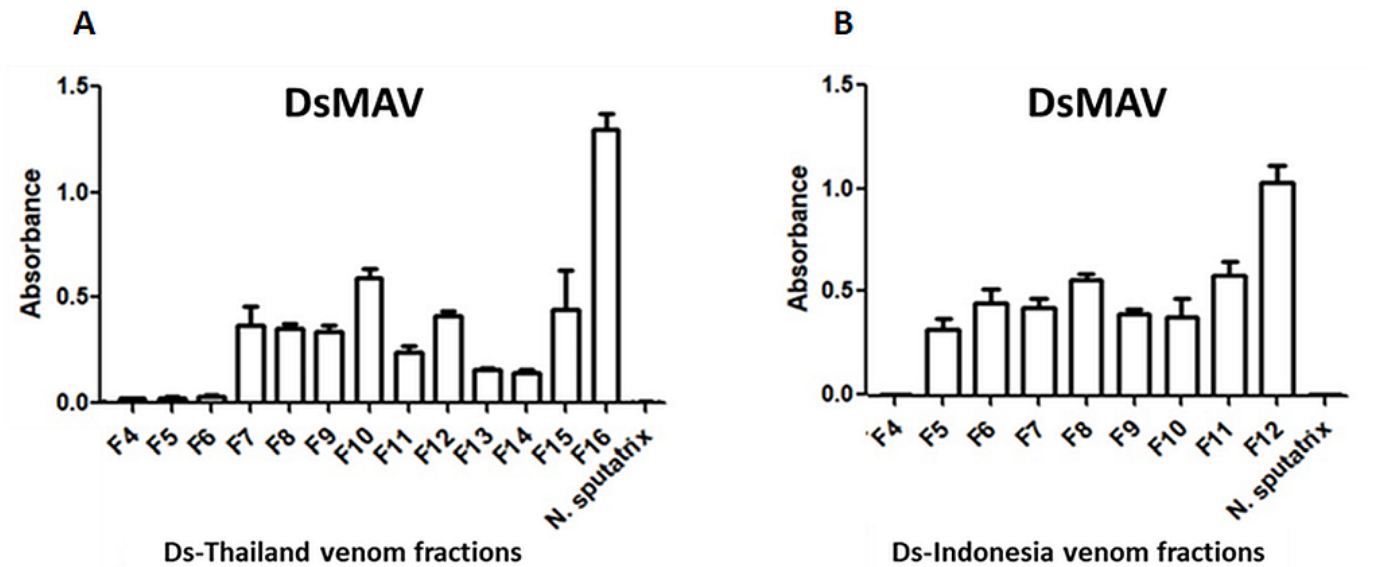 A
B
DsMAV
Absorbance
1.5
1.0
0.5
0.0
F4 F5 F6 F7 F8 F9 F10 F11 F12 F13 F14 F15 F16 N. sputatrix
Ds-Thailand venom fractions
DsMAV
Absorbance
1.5
1.0
0.5
0.0
F4 F5 F6 F7 F8 F9 F10 F11 F12 N. sputatrix
Ds-Indonesia venom fractions